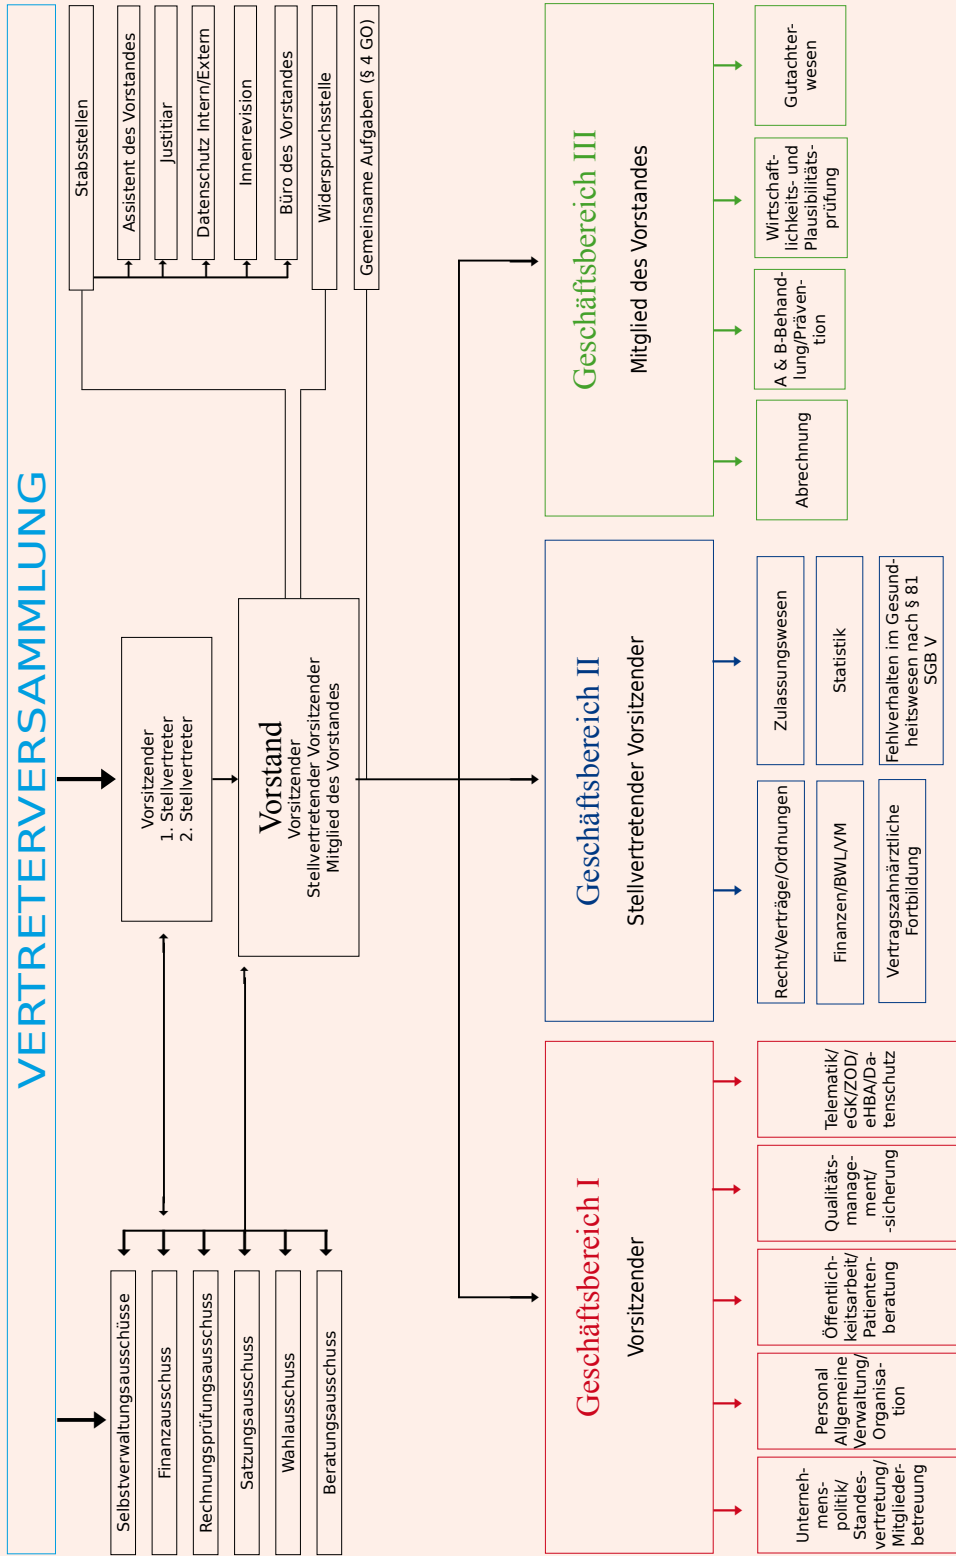 VERTRETERVERSAMMLUNG
Selbstverwaltungsausschüsse
Finanzausschuss
Rechnungsprüfungsausschuss
Satzungsausschuss
Wahlausschuss
Beratungsausschuss
Vorsitzender
1. Stellvertreter
2. Stellvertreter
Vorstand
Vorsitzender
Stellvertretender Vorsitzender
Mitglied des Vorstandes
Stabsstellen
Assistent des Vorstandes
Justitiar
Datenschutz Intern/Extern
Innenrevision
Büro des Vorstandes
Widerspruchsstelle
Gemeinsame Aufgaben (§ 4 GO)
Geschäftsbereich I
Vorsitzender
Unterneh-
mens-
politik/
Standes-
vertretung/
Mitglieder-
betreuung
Personal
Allgemeine
Verwaltung/
Organisa-
tion
Öffentlich-
keitsarbeit/
Patienten-
beratung
Qualitäts-
manage-
ment/
-sicherung
Telematik/
eGK/ZOD/
eHBA/Da-
tenschutz
Geschäftsbereich II
Stellvertretender Vorsitzender
Recht/Verträge/Ordnungen
Finanzen/BWL/VM
Vertragszahnärztliche
Fortbildung
Zulassungswesen
Statistik
Fehlverhalten im Gesund-
heitswesen nach § 81
SGB V
Geschäftsbereich III
Mitglied des Vorstandes
Abrechnung
A & B-Behand-
lung/Präven-
tion
Wirtschaft-
lichkeits- und
Plausibilitäts-
prüfung
Gutachter-
wesen